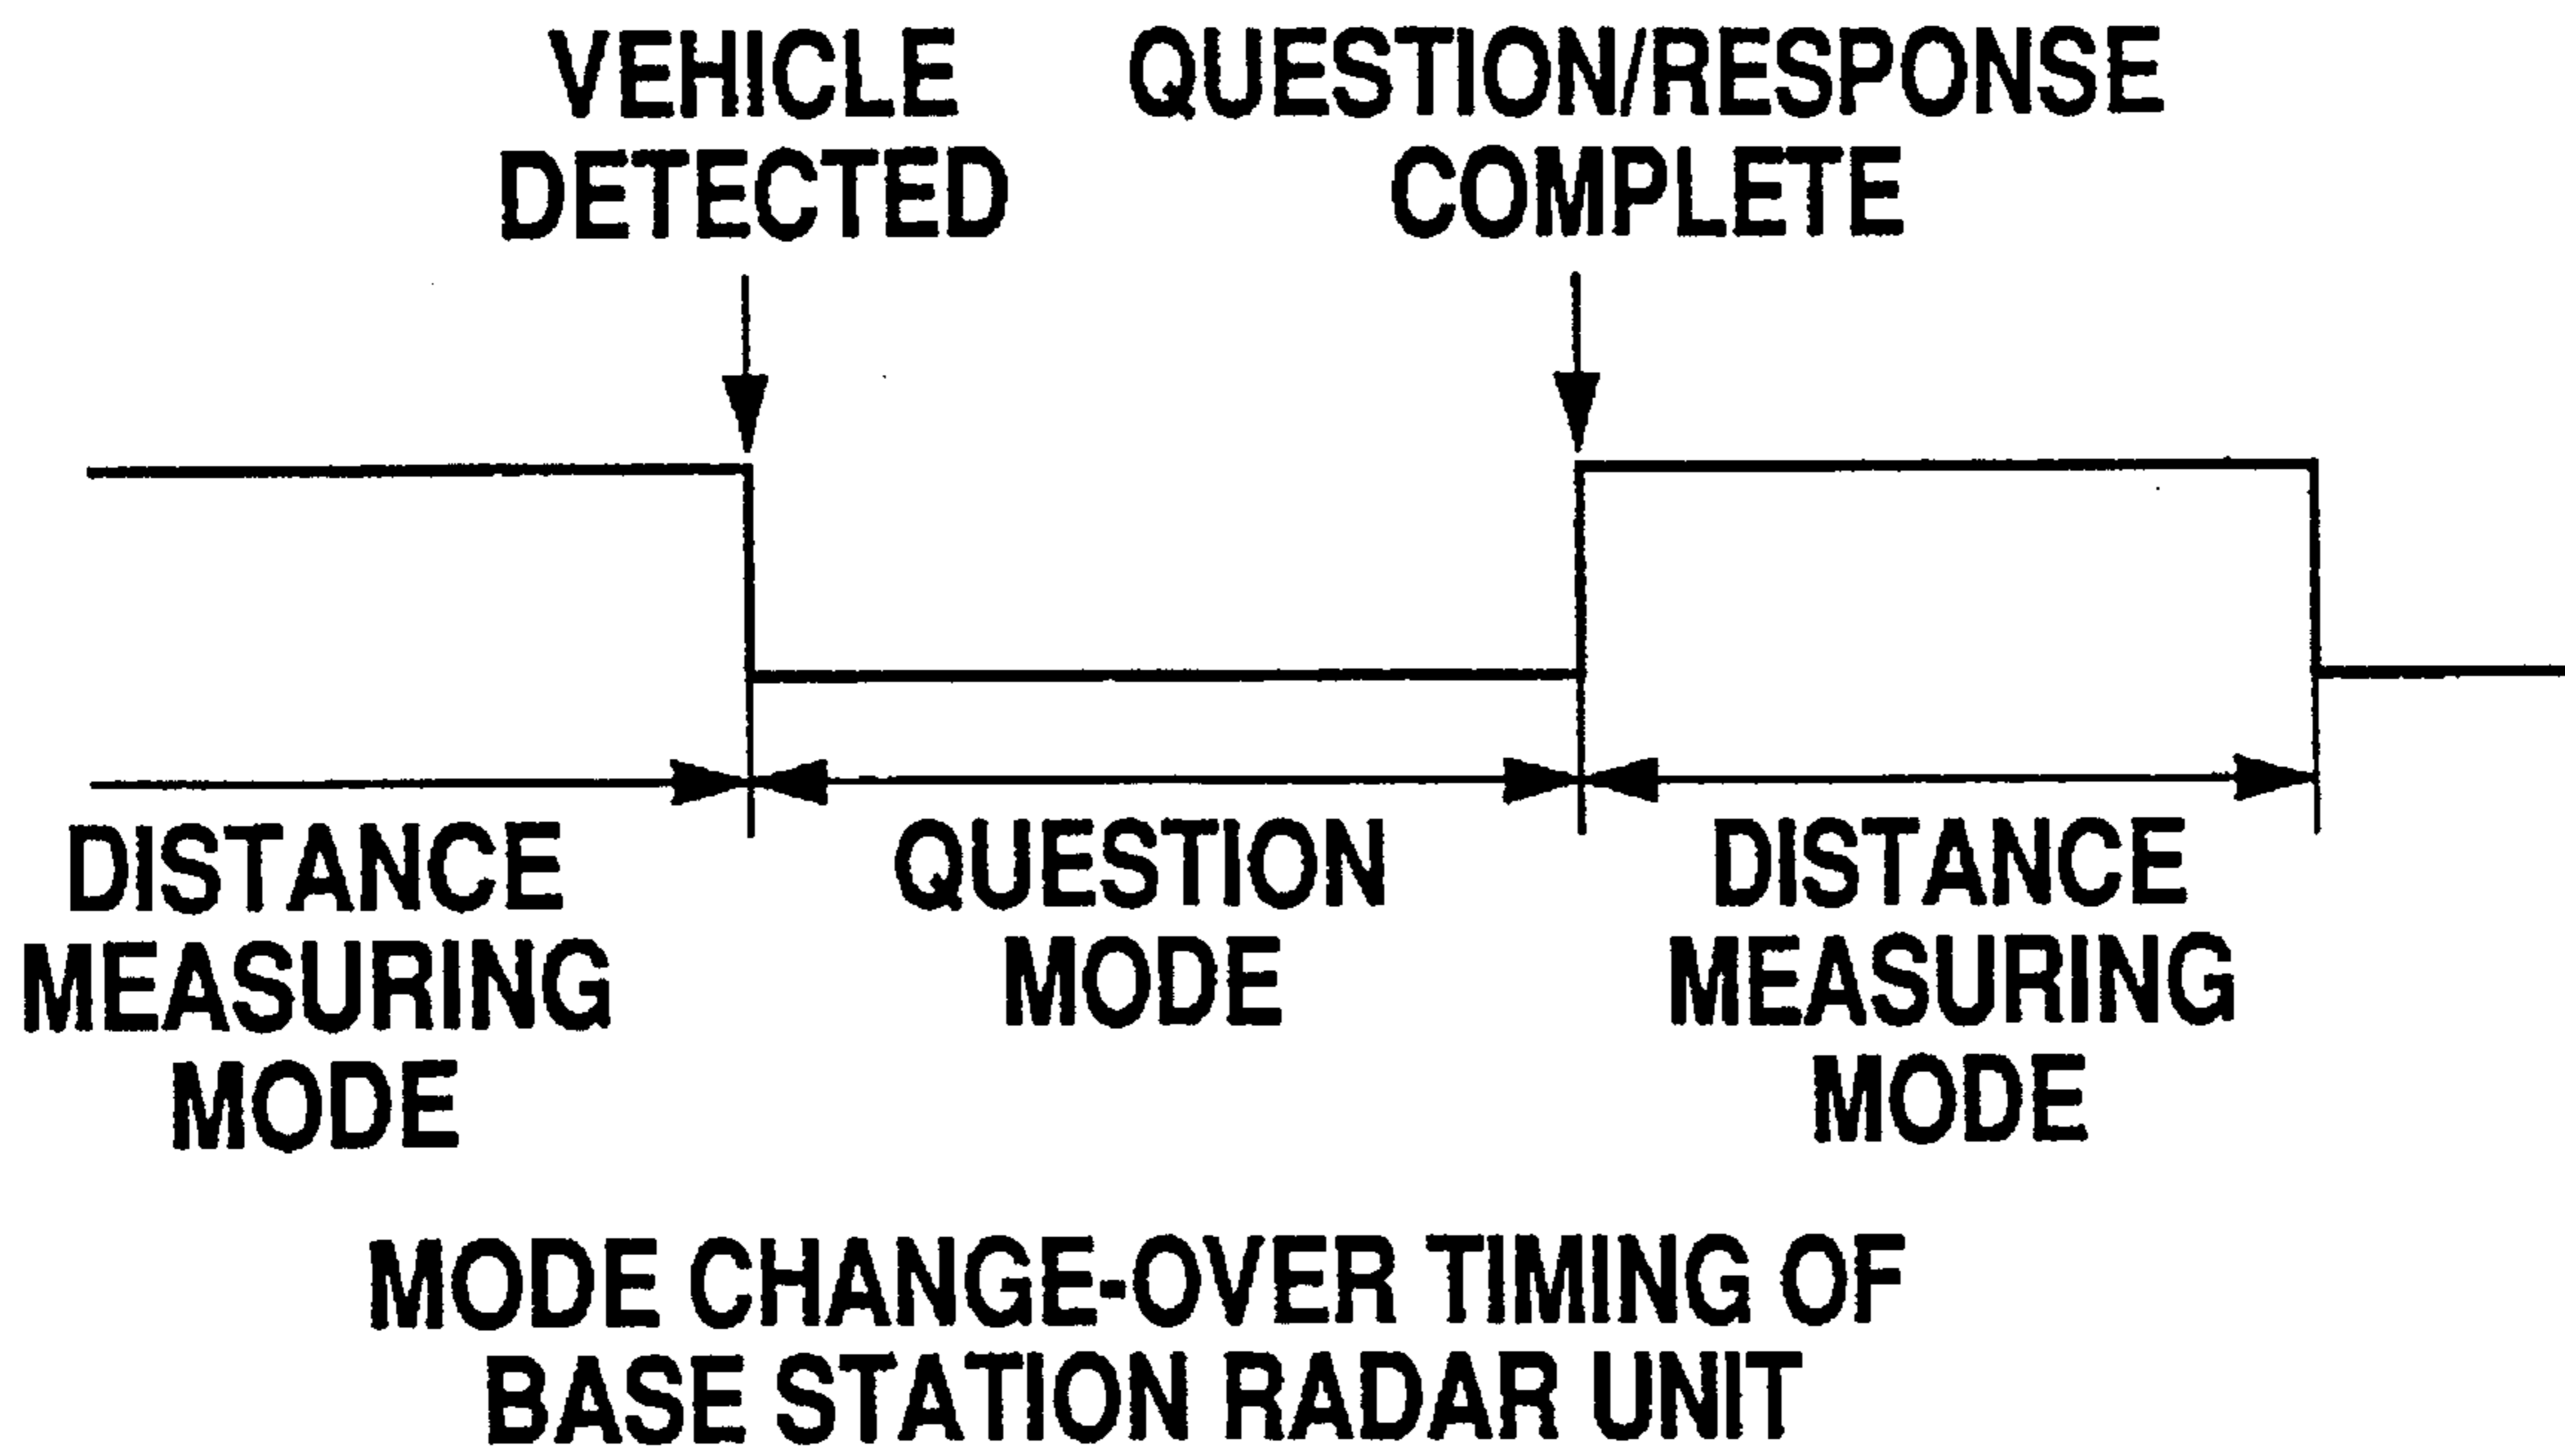 VEHICLE
DETECTED
QUESTION/RESPONSE
COMPLETE
DISTANCE
MEASURING
MODE
QUESTION
MODE
DISTANCE
MEASURING
MODE
MODE CHANGE-OVER TIMING OF
BASE STATION RADAR UNIT